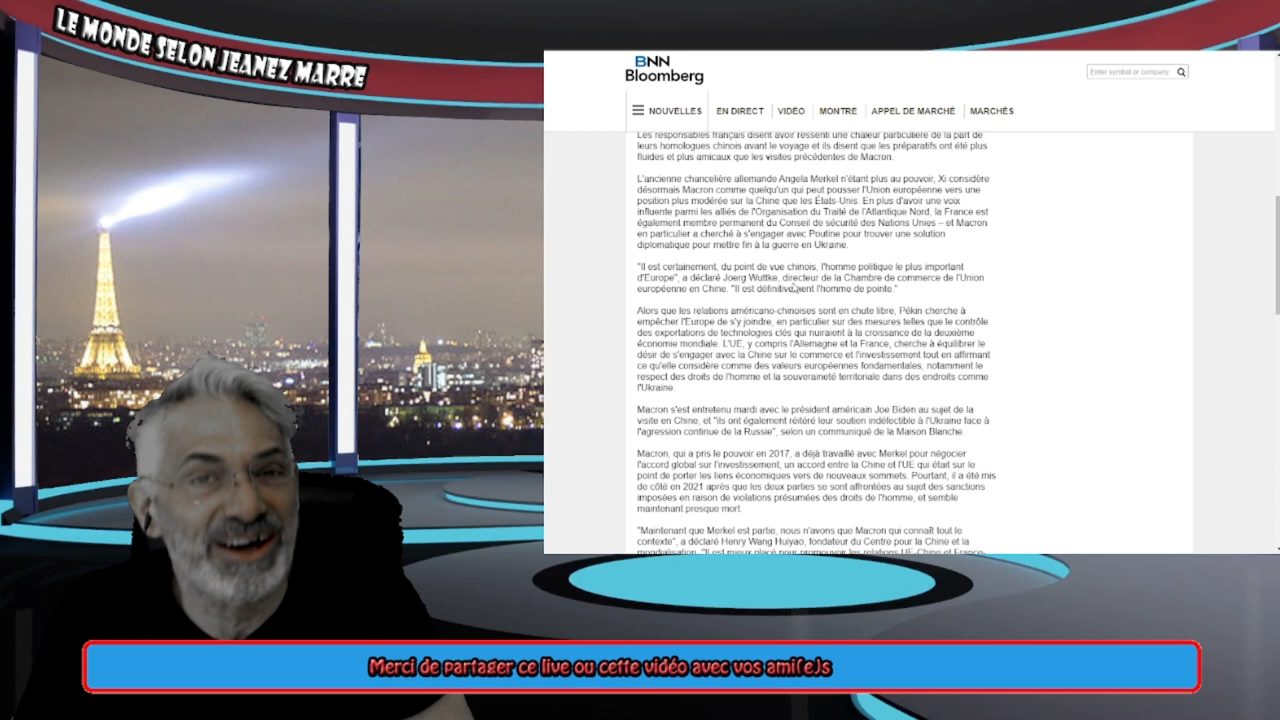 LE MONDE SELON JEANEZ MARRE
BNN
Bloomberg
Enter symbol or company
NOUVELLES EN DIRECT VIDÉO MONTRE APPEL DE MARCHÉ MARCHÉS
Les responsables français disent avoir ressenti une chaleur particulière de la part de
leurs homologues chinois avant le voyage et ils disent que les préparatifs ont été plus
fluides et plus amicaux que les visites précédentes de Macron.
L'ancienne chancelière allemande Angela Merkel n'étant plus au pouvoir, Xi considère
désormais Macron comme quelqu'un qui peut pousser l'Union européenne vers une
position plus modérée sur la Chine que les États-Unis. En plus d'avoir une voix
influente parmi les alliés de l'Organisation du Traité de l'Atlantique Nord, la France est
également membre permanent du Conseil de sécurité des Nations Unies – et Macron
en particulier a cherché à s'engager avec Poutine pour trouver une solution
diplomatique pour mettre fin à la guerre en Ukraine.
"Il est certainement, du point de vue chinois, l'homme politique le plus important
d'Europe", a déclaré Joerg Wuttke, directeur de la Chambre de commerce de l'Union
européenne en Chine. "Il est définitivement l'homme de pointe."
Alors que les relations américano-chinoises sont en chute libre, Pékin cherche à
empêcher l'Europe de s'y joindre, en particulier sur des mesures telles que le contrôle
des exportations de technologies clés qui nuiraient à la croissance de la deuxième
économie mondiale. L'UE, y compris l'Allemagne et la France, cherche à équilibrer le
désir de s'engager avec la Chine sur le commerce et l'investissement tout en affirmant
ce qu'elle considère comme des valeurs européennes fondamentales, notamment le
respect des droits de l'homme et la souveraineté territoriale dans des endroits comme
l'Ukraine.
Macron s'est entretenu mardi avec le président américain Joe Biden au sujet de la
visite en Chine, et "ils ont également réitéré leur soutien indéfectible à l'Ukraine face à
l'agression continue de la Russie", selon un communiqué de la Maison Blanche.
Macron, qui a pris le pouvoir en 2017, a déjà travaillé avec Merkel pour négocier
l'accord global sur l'investissement, un accord entre la Chine et l'UE qui était sur le
point de porter les liens économiques vers de nouveaux sommets. Pourtant, il a été mis
de côté en 2021 après que les deux parties se sont affrontées au sujet des sanctions
imposées en raison de violations présumées des droits de l'homme, et semble
maintenant presque mort.
"Maintenant que Merkel est partie, nous n'avons que Macron qui connaît tout le
contexte", a déclaré Henry Wang Huiyao, fondateur du Centre pour la Chine et la
mondialisation. "Il est mieux placé pour promouvoir les relations UE-Chine et France-
Merci de partager ce live ou cette vidéo avec vos ami(e)s